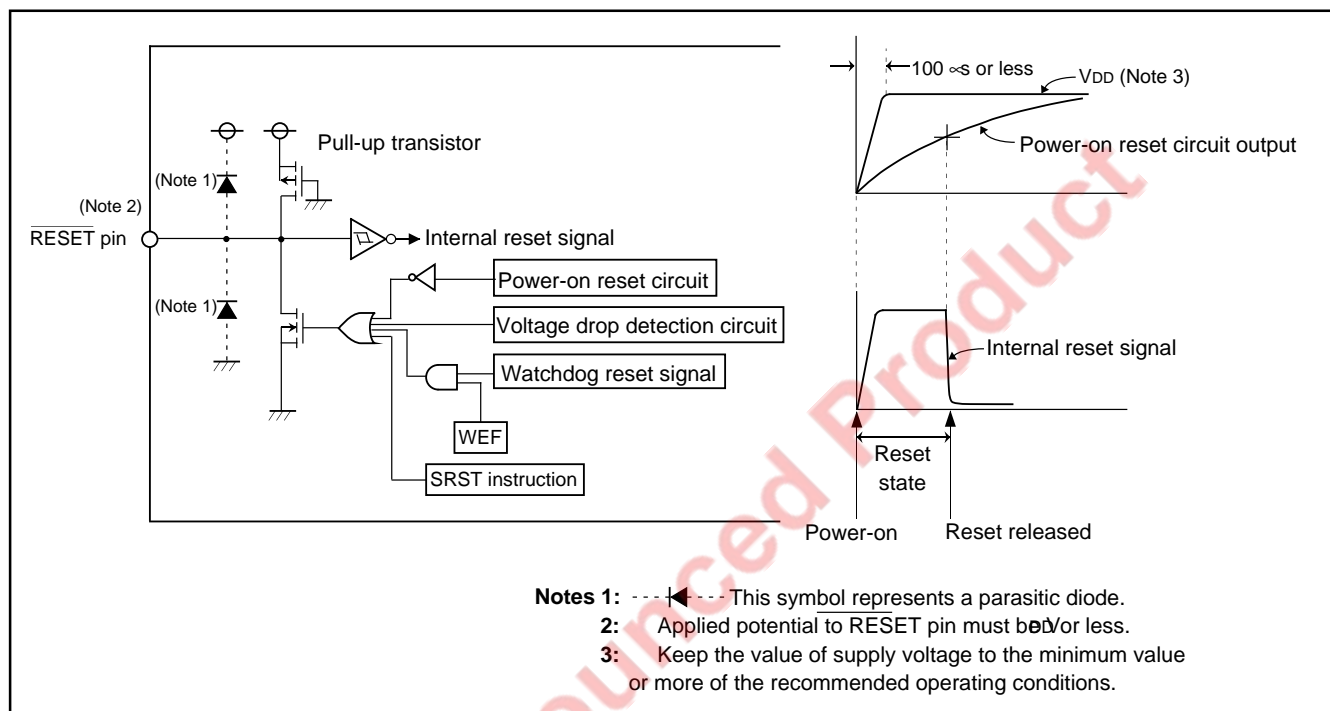 100 ∝s or less
VDD (Note 3)
Pull-up transistor
Power-on reset circuit output
(Note 1)
(Note 2)
RESET pin
Internal reset signal
Power-on reset circuit
(Note 1)
Voltage drop detection circuit
Internal reset signal
Watchdog reset signal
WEF
Reset
state
SRST instruction
Power-on
Reset released
Notes 1: This symbol represents a parasitic diode.
2: Applied potential to RESET pin must be VDD or less.
3: Keep the value of supply voltage to the minimum value
or more of the recommended operating conditions.
ounced Product